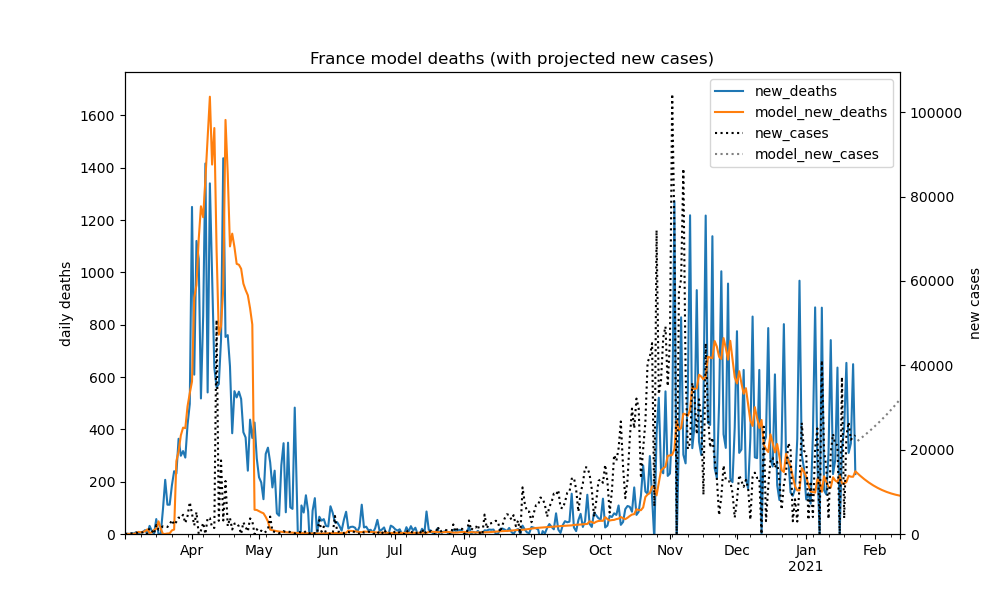 France model deaths (with projected new cases)
new_deaths
model_new_deaths
new_cases
model_new_cases
daily deaths
1600
1400
1200
1000
800
600
400
200
0
new cases
100000
80000
60000
40000
20000
0
Apr May Jun Jul Aug Sep Oct Nov Dec Jan Feb
2021